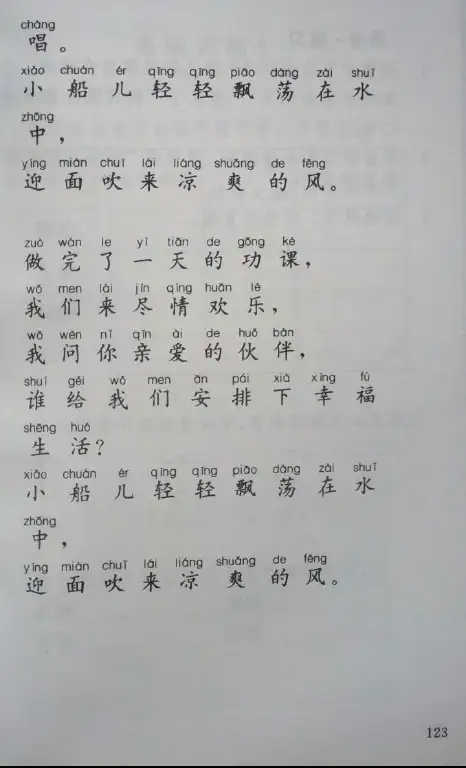 chàng
唱。
xiǎo chuán ér qīng qīng piāo dàng zài shuǐ
小船儿轻轻飘荡在水
zhōng
中，
yíng miàn chuī lái liáng shuǎng de fēng
迎面吹来凉爽的风。
zuò wán le yì tiān de gōng kè
做完了一天的功课，
wǒ men lái jìn qíng huān lè
我们来尽情欢乐，
wǒ wèn nǐ qīn ài de huǒ bàn
我问你亲爱的伙伴，
shuí gěi wǒ men ān pái xià xìng fú
谁给我们安排下幸福
shēng huó
生活？
xiǎo chuán ér qīng qīng piāo dàng zài shuǐ
小船儿轻轻飘荡在水
zhōng
中，
yíng miàn chuī lái liáng shuǎng de fēng
迎面吹来凉爽的风。
123